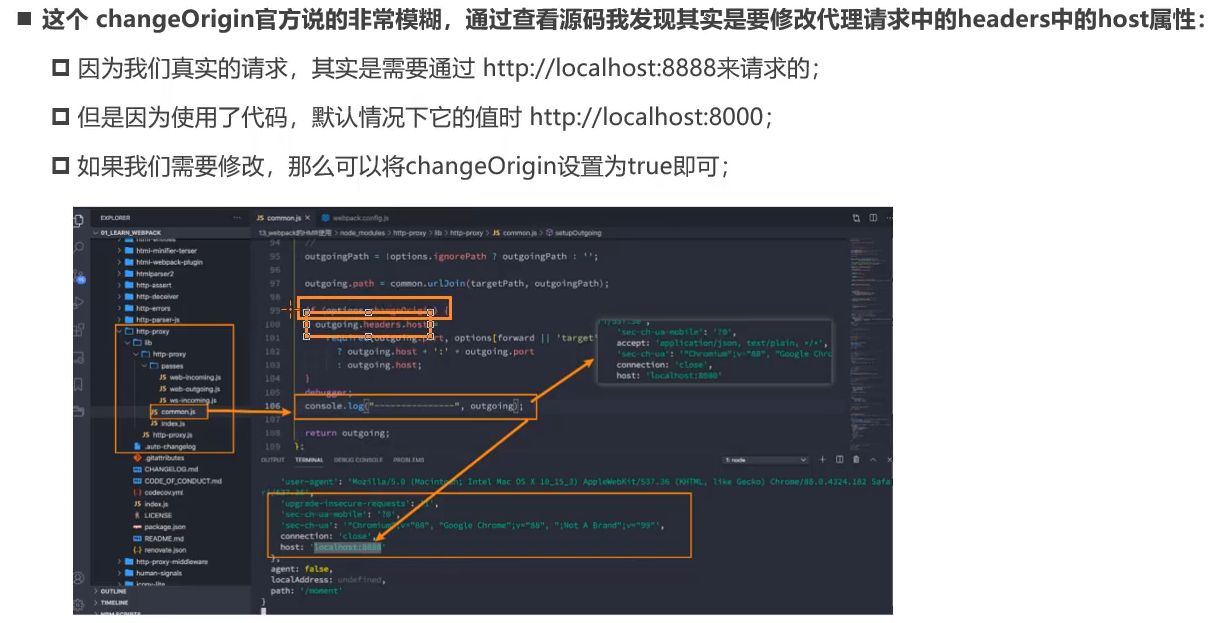 这个 changeOrigin官方说的非常模糊，通过查看源码我发现其实是要修改代理请求中的headers中的host属性：
因为我们真实的请求，其实是需要通过 http://localhost:8888来请求的；
但是因为使用了代码，默认情况下它的值时 http://localhost:8000；
如果我们需要修改，那么可以将changeOrigin设置为true即可；
EXPLORER
01_LEARN_WEBPACK
html-minifier-terser
html-webpack-plugin
htmlparser2
http-assert
http-deceiver
http-errors
http-parser-js
http-proxy
lib
http-proxy
passes
web-incoming.js
web-outgoing.js
ws-incoming.js
common.js
index.js
http-proxy.js
.auto-changelog
.gitattributes
CHANGELOG.md
CODE_OF_CONDUCT.md
codecov.yml
index.js
LICENSE
package.json
README.md
renovate.json
http-proxy-middleware
human-signals
OUTLINE
TIMELINE
NPM SCRIPTS
JS common.js
webpack.config.js
13_webpack的HMR使用 > node_modules > http-proxy > lib > http-proxy > JS common.js > setupOutgoing
94 //
95 outgoingPath = !options.ignorePath ? outgoingPath : '';
96
97 outgoing.path = common.urlJoin(targetPath, outgoingPath);
98
99 if (options.changeOrigin) {
100 outgoing.headers.host =
101 options[forward || 'target'
102 ? outgoing.host + ':' + outgoing.port
103 : outgoing.host;
104 }
105 debugger;
106 console.log("----------------", outgoing);
107
108 return outgoing;
109 };
'sec-ch-ua-mobile': '?0',
accept: 'application/json, text/plain, */*',
'sec-ch-ua': '"Chromium";v="88", "Google Chro
connection: 'close',
host: 'localhost:8080'
OUTPUT TERMINAL DEBUG CONSOLE PROBLEMS
1: node
'user-agent': 'Mozilla/5.0 (Macintosh; Intel Mac OS X 10_15_3) AppleWebKit/537.36 (KHTML, like Gecko) Chrome/88.0.4324.182 Safa
ri/537.36',
'upgrade-insecure-requests': '1',
'sec-ch-ua-mobile': '?0',
'sec-ch-ua': '"Chromium";v="88", "Google Chrome";v="88", ";Not A Brand";v="99"',
connection: 'close',
host: 'localhost:8888'
},
agent: false,
localAddress: undefined,
path: '/moment'
}